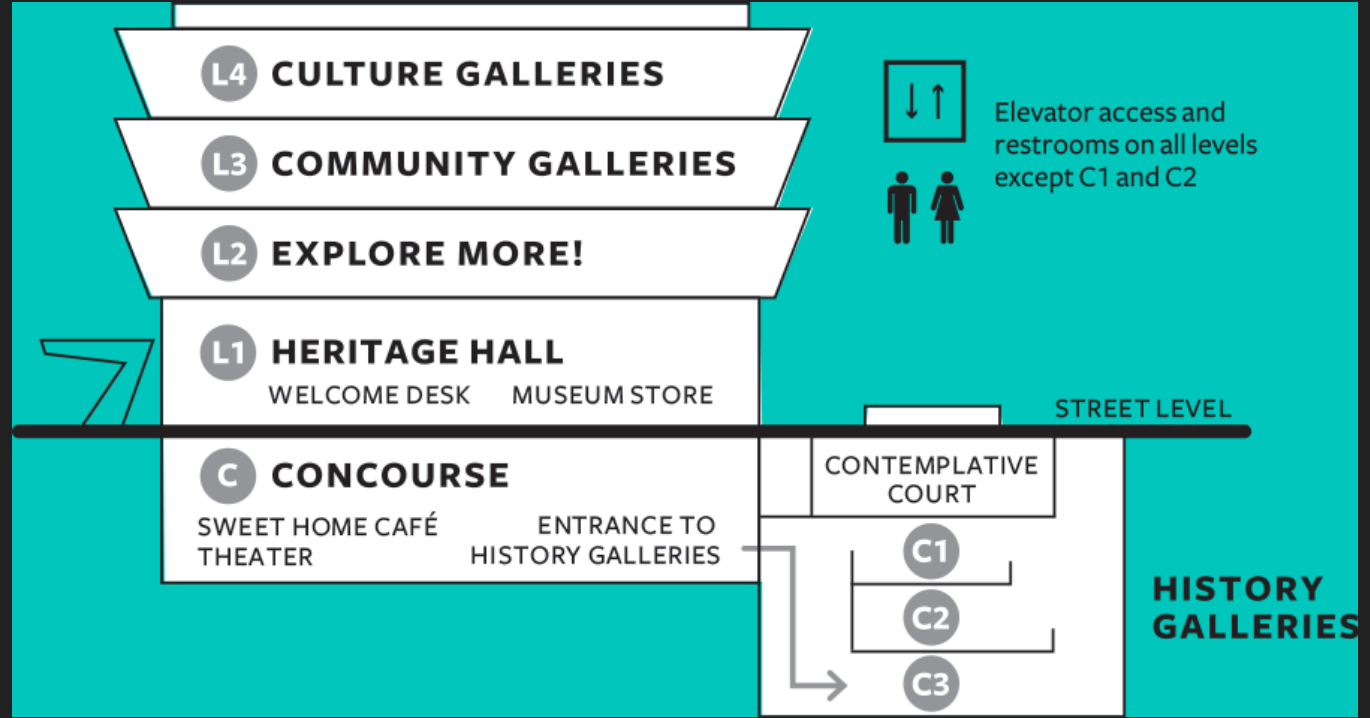 L4 CULTURE GALLERIES
L3 COMMUNITY GALLERIES
L2 EXPLORE MORE!
L1 HERITAGE HALL
WELCOME DESK MUSEUM STORE
C CONCOURSE
SWEET HOME CAFÉ
THEATER
ENTRANCE TO
HISTORY GALLERIES
Elevator access and
restrooms on all levels
except C1 and C2
STREET LEVEL
CONTEMPLATIVE
COURT
C1
C2
C3
HISTORY
GALLERIES